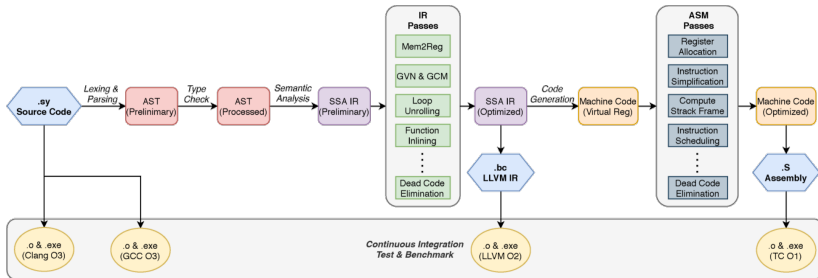 IR
Passes
ASM
Passes
Mem2Reg
Register
Allocation
Lexing &
Parsing
Type
Check
Semantic
Analysis
GVN & GCM
Code
Generation
Instruction
Simplification
.sy
Source Code
AST
(Prelinimary)
AST
(Processed)
SSA IR
(Preliminary)
Loop
Unrolling
SSA IR
(Optimized)
Machine Code
(Virtual Reg)
Compute
Strack Frame
Machine Code
(Optimized)
Function
Inlining
Instruction
Scheduling
.bc
LLVM IR
.S
Assembly
Dead Code
Elimination
Dead Code
Elimination
.o & .exe
(Clang O3)
.o & .exe
(GCC O3)
Continuous Integration
Test & Benchmark
.o & .exe
(LLVM O2)
.o & .exe
(TC O1)